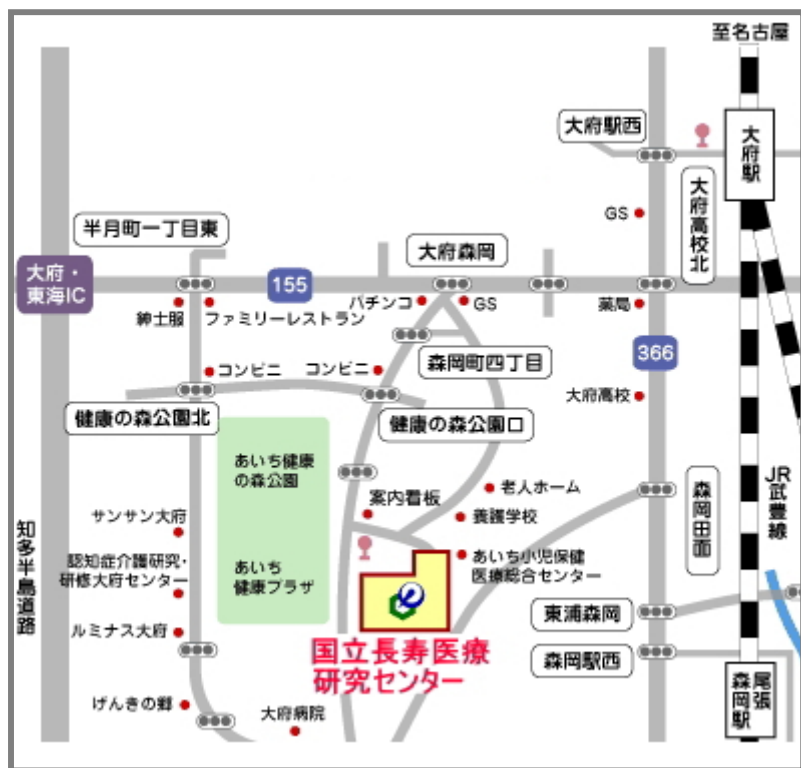 至名古屋
大府駅西
大府駅
大府高校北
GS
半月町一丁目東
大府森岡
大府・
東海IC
155
パチンコ
GS
薬局
紳士服
ファミリーレストラン
366
森岡町四丁目
コンビニ
コンビニ
大府高校
健康の森公園北
健康の森公園口
あいち健康
の森公園
案内看板
老人ホーム
養護学校
森岡田面
JR武豊線
知多半島道路
サンサン大府
認知症介護研究・
研修大府センター
あいち
健康プラザ
あいち小児保健
医療総合センター
東浦森岡
ルミナス大府
国立長寿医療
研究センター
森岡駅西
尾張
森岡駅
げんきの郷
大府病院